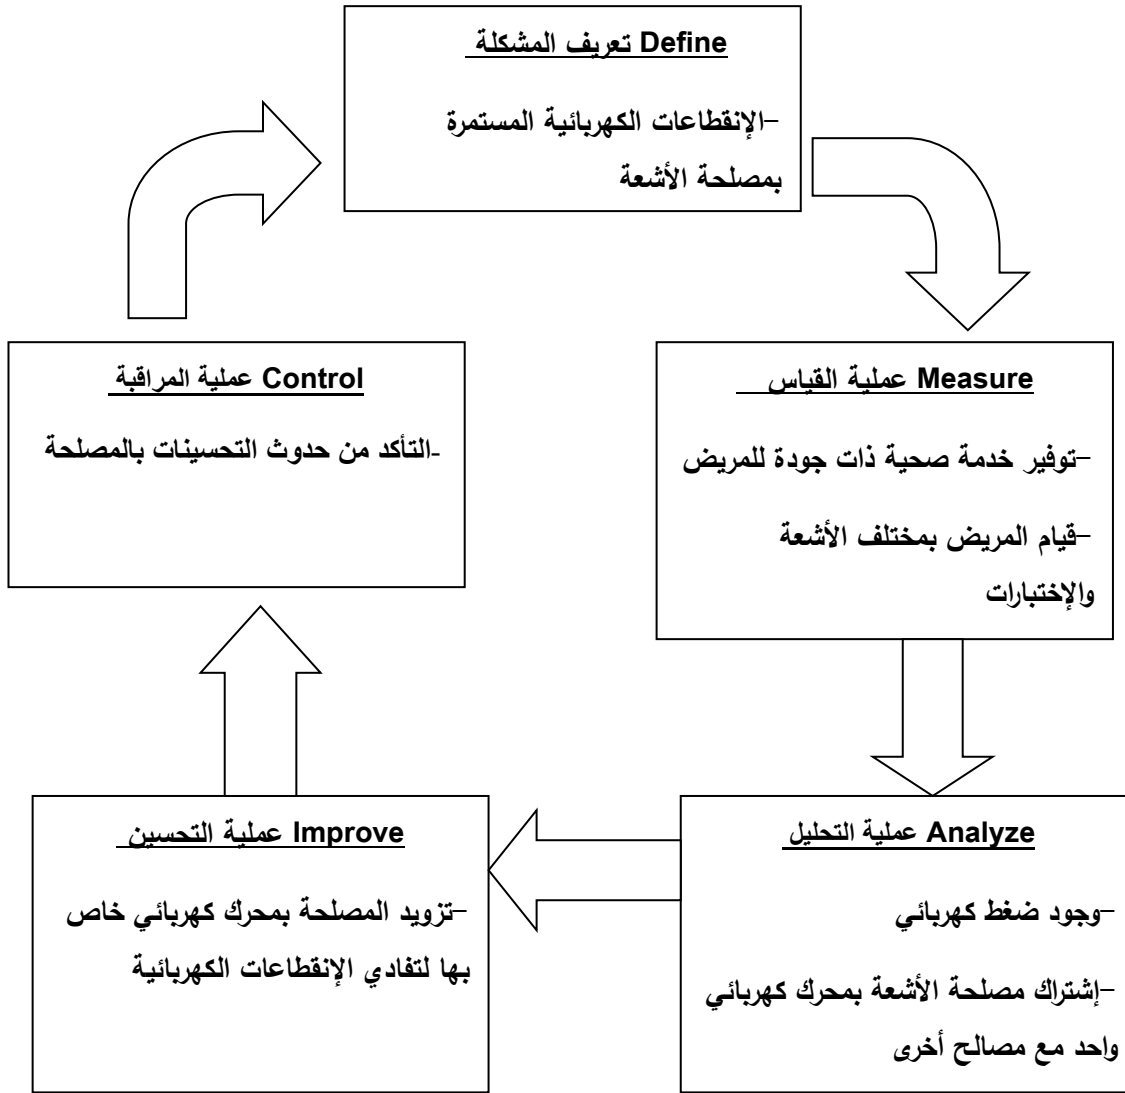 Define تعريف المشكلة
–الإنقطاعات الكهربائية المستمرة
بمصلحة الأشعة
Measure عملية القياس
–توفير خدمة صحية ذات جودة للمريض
–قيام المريض بمختلف الأشعة
والإختبارات
Analyze عملية التحليل
–وجود ضغط كهربائي
–إشتراك مصلحة الأشعة بمحرك كهربائي
واحد مع مصالح أخرى
Improve عملية التحسين
–تزويد المصلحة بمحرك كهربائي خاص
بها لتفادي الإنقطاعات الكهربائية
Control عملية المراقبة
-التأكد من حدوث التحسينات بالمصلحة